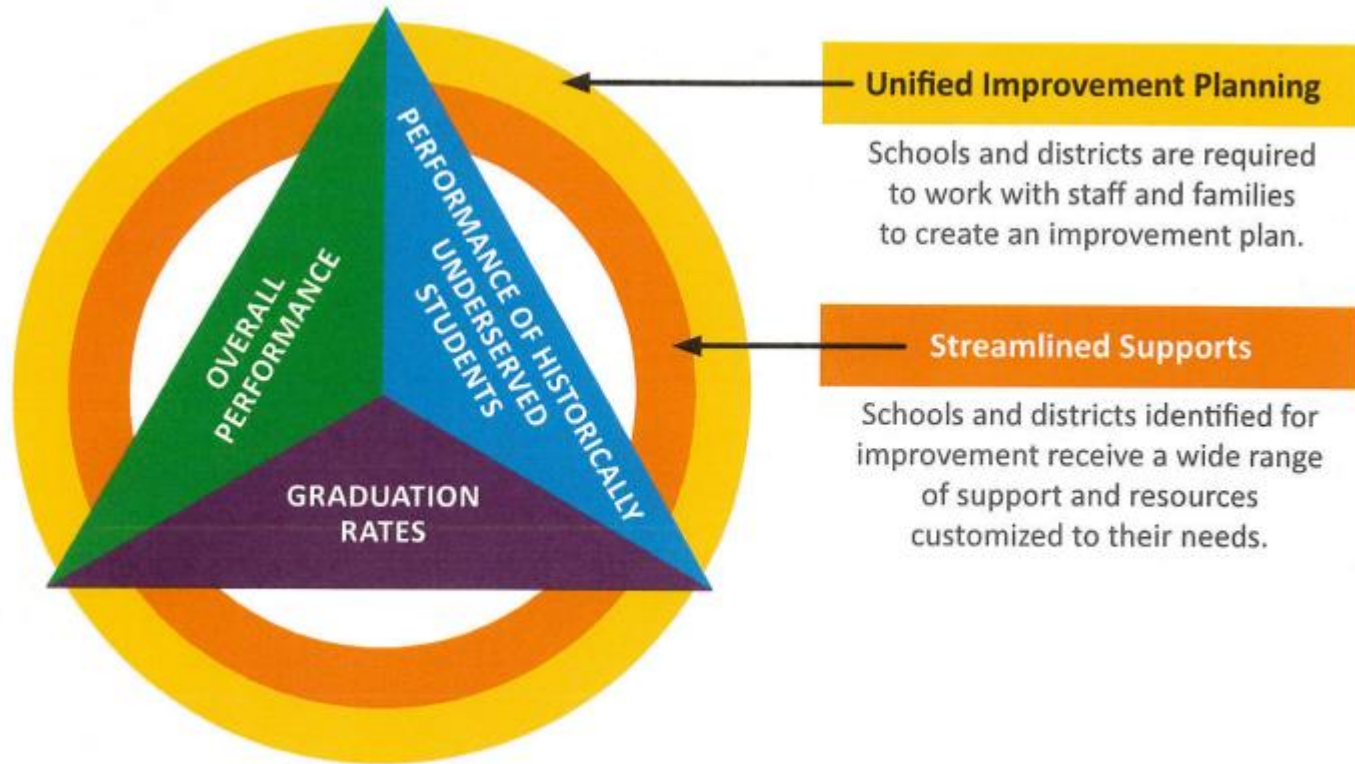 OVERALL
PERFORMANCE
PERFORMANCE OF HISTORICALLY
UNDERSERVED
STUDENTS
GRADUATION
RATES
Unified Improvement Planning
Schools and districts are required
to work with staff and families
to create an improvement plan.
Streamlined Supports
Schools and districts identified for
improvement receive a wide range
of support and resources
customized to their needs.